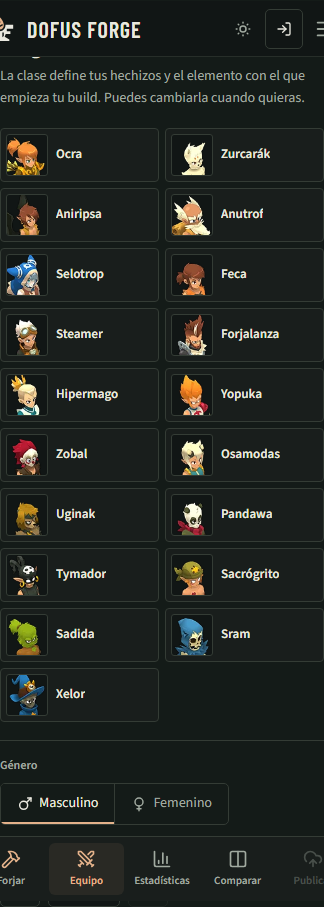 DOFUS FORGE
La clase define tus hechizos y el elemento con el que
empieza tu build. Puedes cambiarla cuando quieras.
Ocra
Zurcarák
Aniripsa
Anutrof
Selotrop
Feca
Steamer
Forjalanza
Hipermago
Yopuka
Zobal
Osamodas
Uginak
Pandawa
Tymador
Sacrógrito
Sadida
Sram
Xelor
Género
Masculino
Femenino
Forjar
Equipo
Estadísticas
Comparar
Public